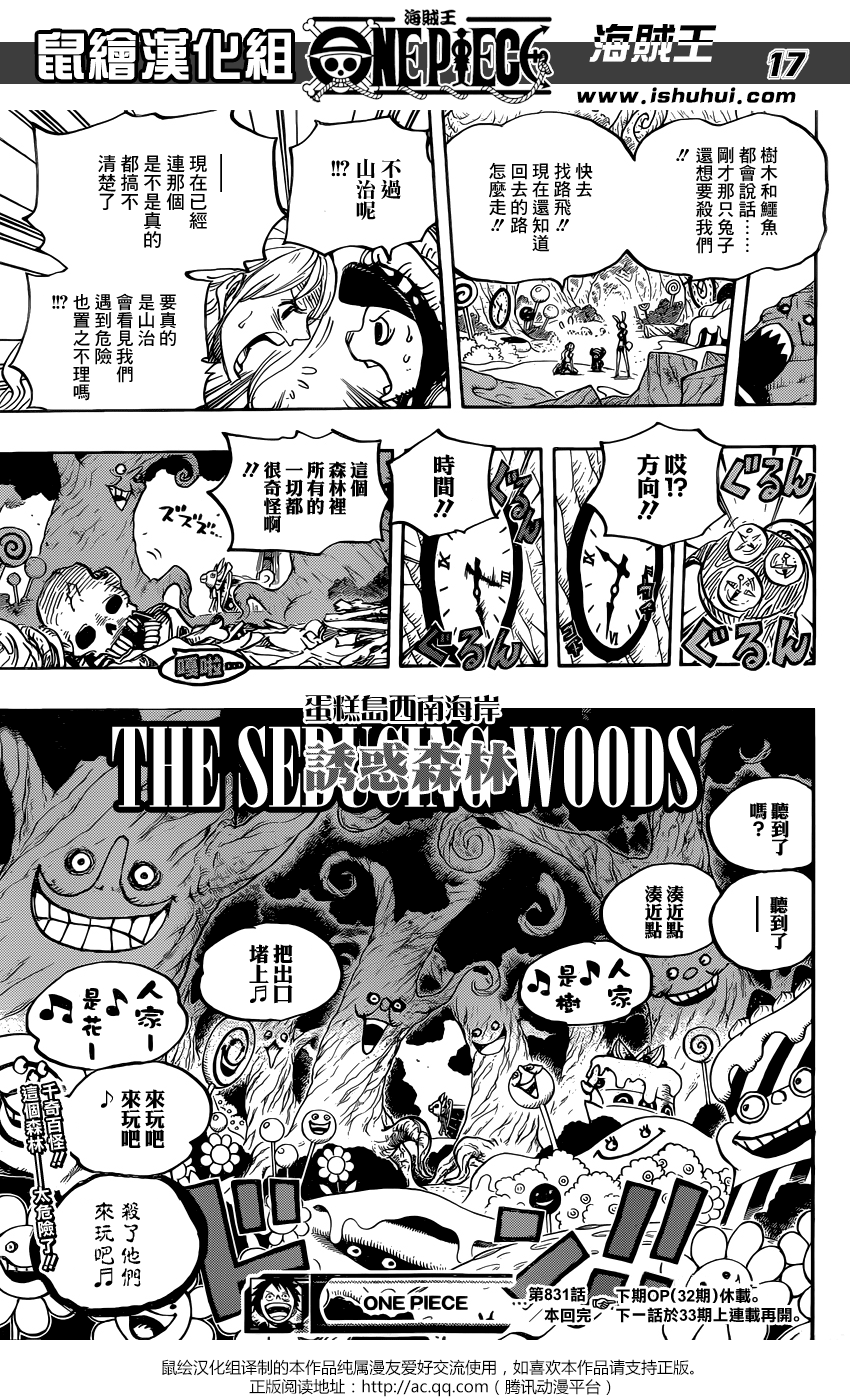 鼠繪漢化組
海賊王
ONE PIECE
海賊王
17
www.ishuhui.com
樹木和鱷魚
都會說話……
剛才那只兔子
還想要殺我們
!!
快去
找路飛!!
現在還知道
回去的路
怎麼走!!
不過
山治呢
!!?
——
現在已經
連那個
是不是真的
都搞不
清楚了
要真的
是山治
會看見我們
遇到危險
也置之不理嗎
!!?
ぐるん
ぐるん
哎!?
方向!!
ぐるん
時間!!
ぐるん
這個
森林裡
所有的
一切都
很奇怪啊
!!
ズズズ…
嘎啦…
蛋糕島西南海岸
THE SEDUCING WOODS
誘惑森林
聽到了
嗎?
——
聽到了
湊近點
湊近點
人家
是樹
♪
♪
把出口
堵上♬
人家ー
♪
是花ー
♪
來玩吧
來玩吧
♪
殺了他們
來玩吧♬
千奇百怪!!
這個森林——
太危險了!!
ドドン
ONE PIECE
第831話
本回完
下期OP(32期)休載。
下一話於33期上連載再開。
鼠绘汉化组译制的本作品纯属漫友爱好交流使用，如喜欢本作品请支持正版。
正版阅读地址：http://ac.qq.com（腾讯动漫平台）